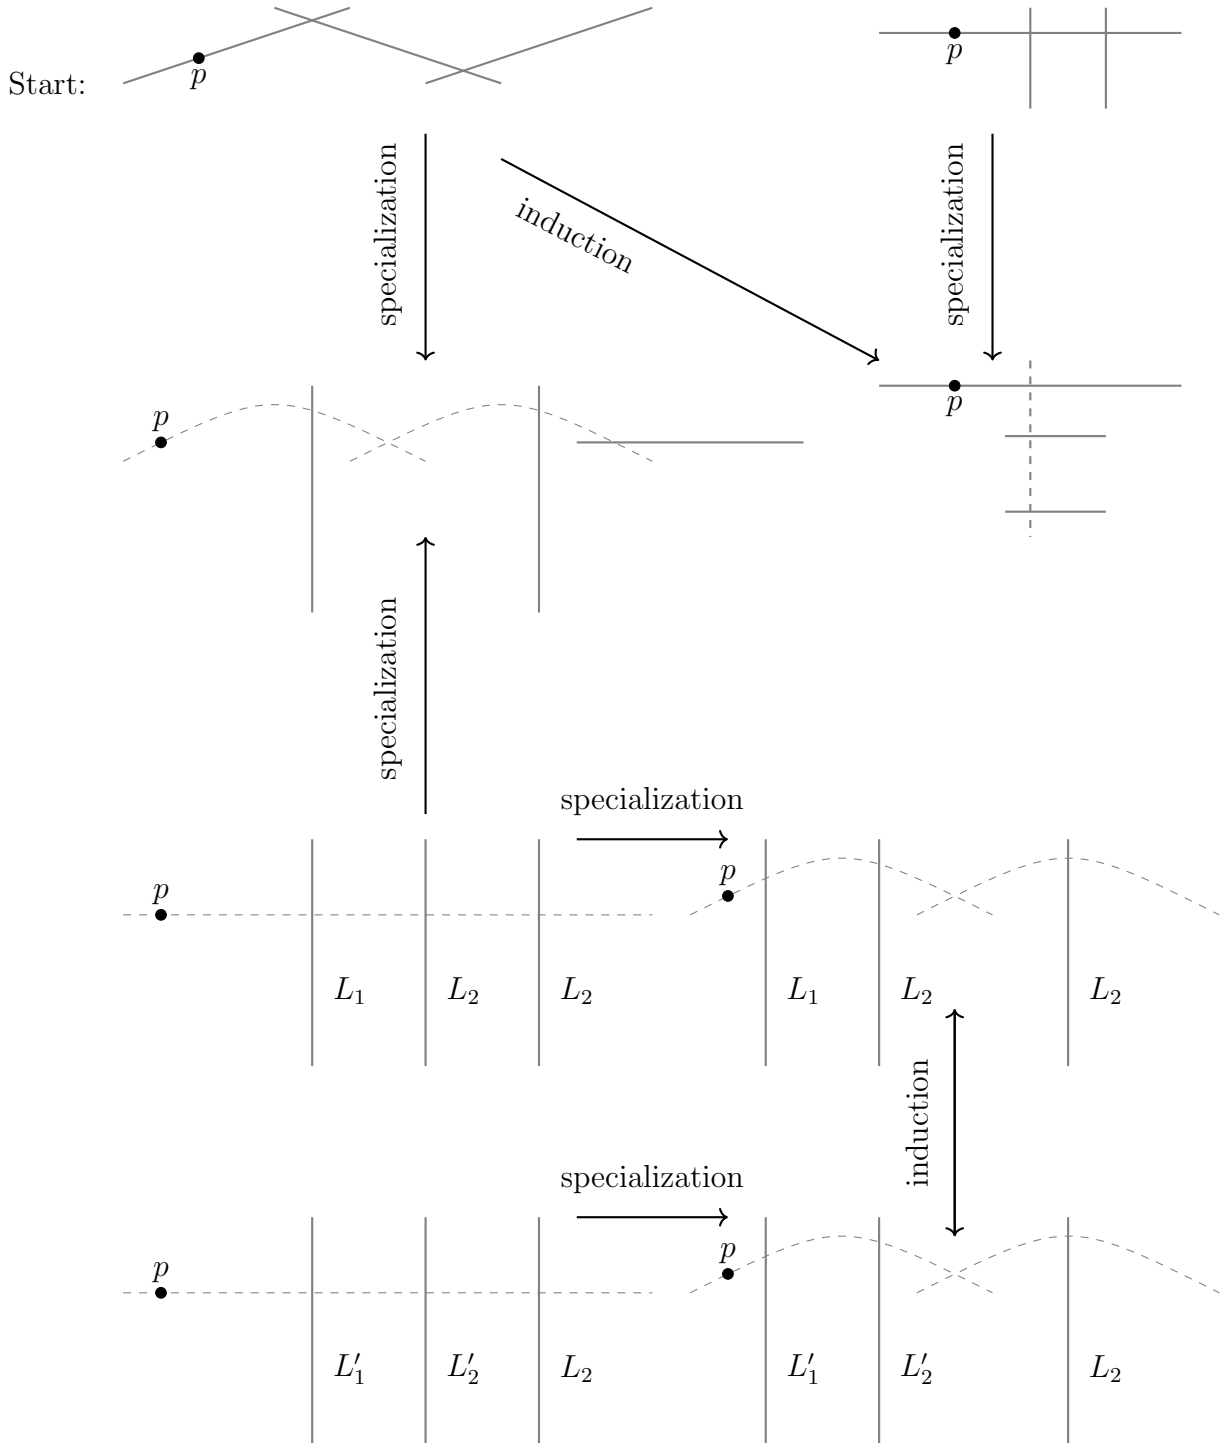 Start:
p
p
specialization
induction
specialization
p
p
specialization
specialization
p
p
L₁
L₂
L₂
L₁
L₂
L₂
induction
specialization
p
p
L′₁
L′₂
L₂
L′₁
L′₂
L₂